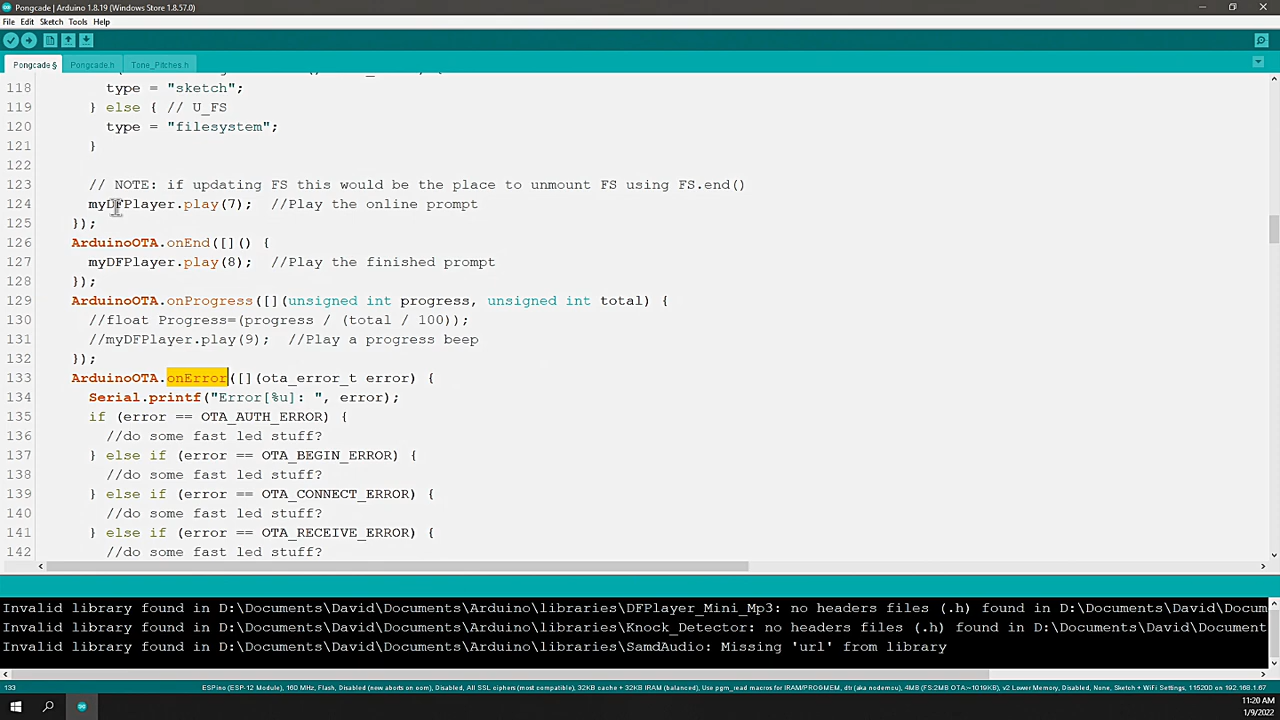 Pongcade | Arduino 1.8.19 (Windows Store 1.8.57.0)
File Edit Sketch Tools Help
Pongcade § Pongcade.h Tone_Pitches.h
118 type = "sketch";
119 } else { // U_FS
120 type = "filesystem";
121 }
122
123 // NOTE: if updating FS this would be the place to unmount FS using FS.end()
124 myDFPlayer.play(7); //Play the online prompt
125 });
126 ArduinoOTA.onEnd([]() {
127 myDFPlayer.play(8); //Play the finished prompt
128 });
129 ArduinoOTA.onProgress([](unsigned int progress, unsigned int total) {
130 //float Progress=(progress / (total / 100));
131 //myDFPlayer.play(9); //Play a progress beep
132 });
133 ArduinoOTA.onError([](ota_error_t error) {
134 Serial.printf("Error[%u]: ", error);
135 if (error == OTA_AUTH_ERROR) {
136 //do some fast led stuff?
137 } else if (error == OTA_BEGIN_ERROR) {
138 //do some fast led stuff?
139 } else if (error == OTA_CONNECT_ERROR) {
140 //do some fast led stuff?
141 } else if (error == OTA_RECEIVE_ERROR) {
142 //do some fast led stuff?
Invalid library found in D:\Documents\David\Documents\Arduino\libraries\DFPlayer_Mini_Mp3: no headers files (.h) found in D:\Docum
Invalid library found in D:\Documents\David\Documents\Arduino\libraries\Knock_Detector: no headers files (.h) found in D:\Document
Invalid library found in D:\Documents\David\Documents\Arduino\libraries\SamdAudio: Missing 'url' from library
133 ESPino (ESP-12 Module), 160 MHz, Flash, Disabled (new aborts on oom), Disabled, All SSL ciphers (most compatible), 32KB cache + 32KB IRAM (balanced), Use pgm_read macros for IRAM/PROGMEM, dtr (aka nodemcu), 4MB (FS:2MB OTA:~1019KB), v2 Lower Memory, Disabled, None, Sketch + WiFi Settings, 115200 on 192.168.1.67
11:20 AM
1/9/2022